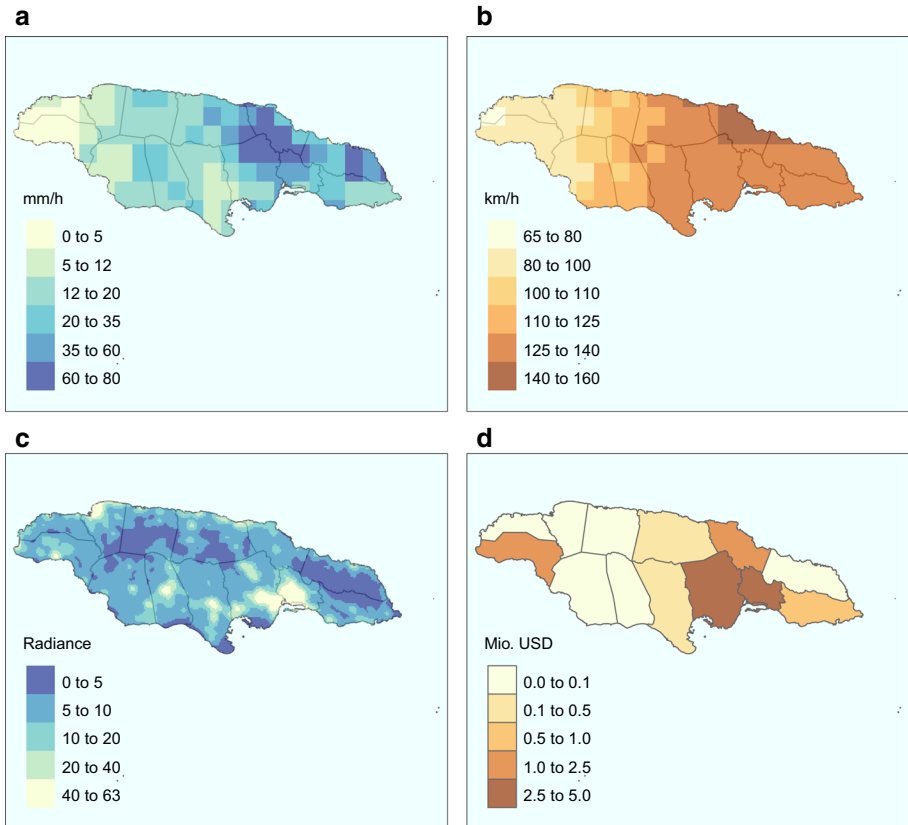 a
mm/h
0 to 5
5 to 12
12 to 20
20 to 35
35 to 60
60 to 80
b
km/h
65 to 80
80 to 100
100 to 110
110 to 125
125 to 140
140 to 160
c
Radiance
0 to 5
5 to 10
10 to 20
20 to 40
40 to 63
d
Mio. USD
0.0 to 0.1
0.1 to 0.5
0.5 to 1.0
1.0 to 2.5
2.5 to 5.0